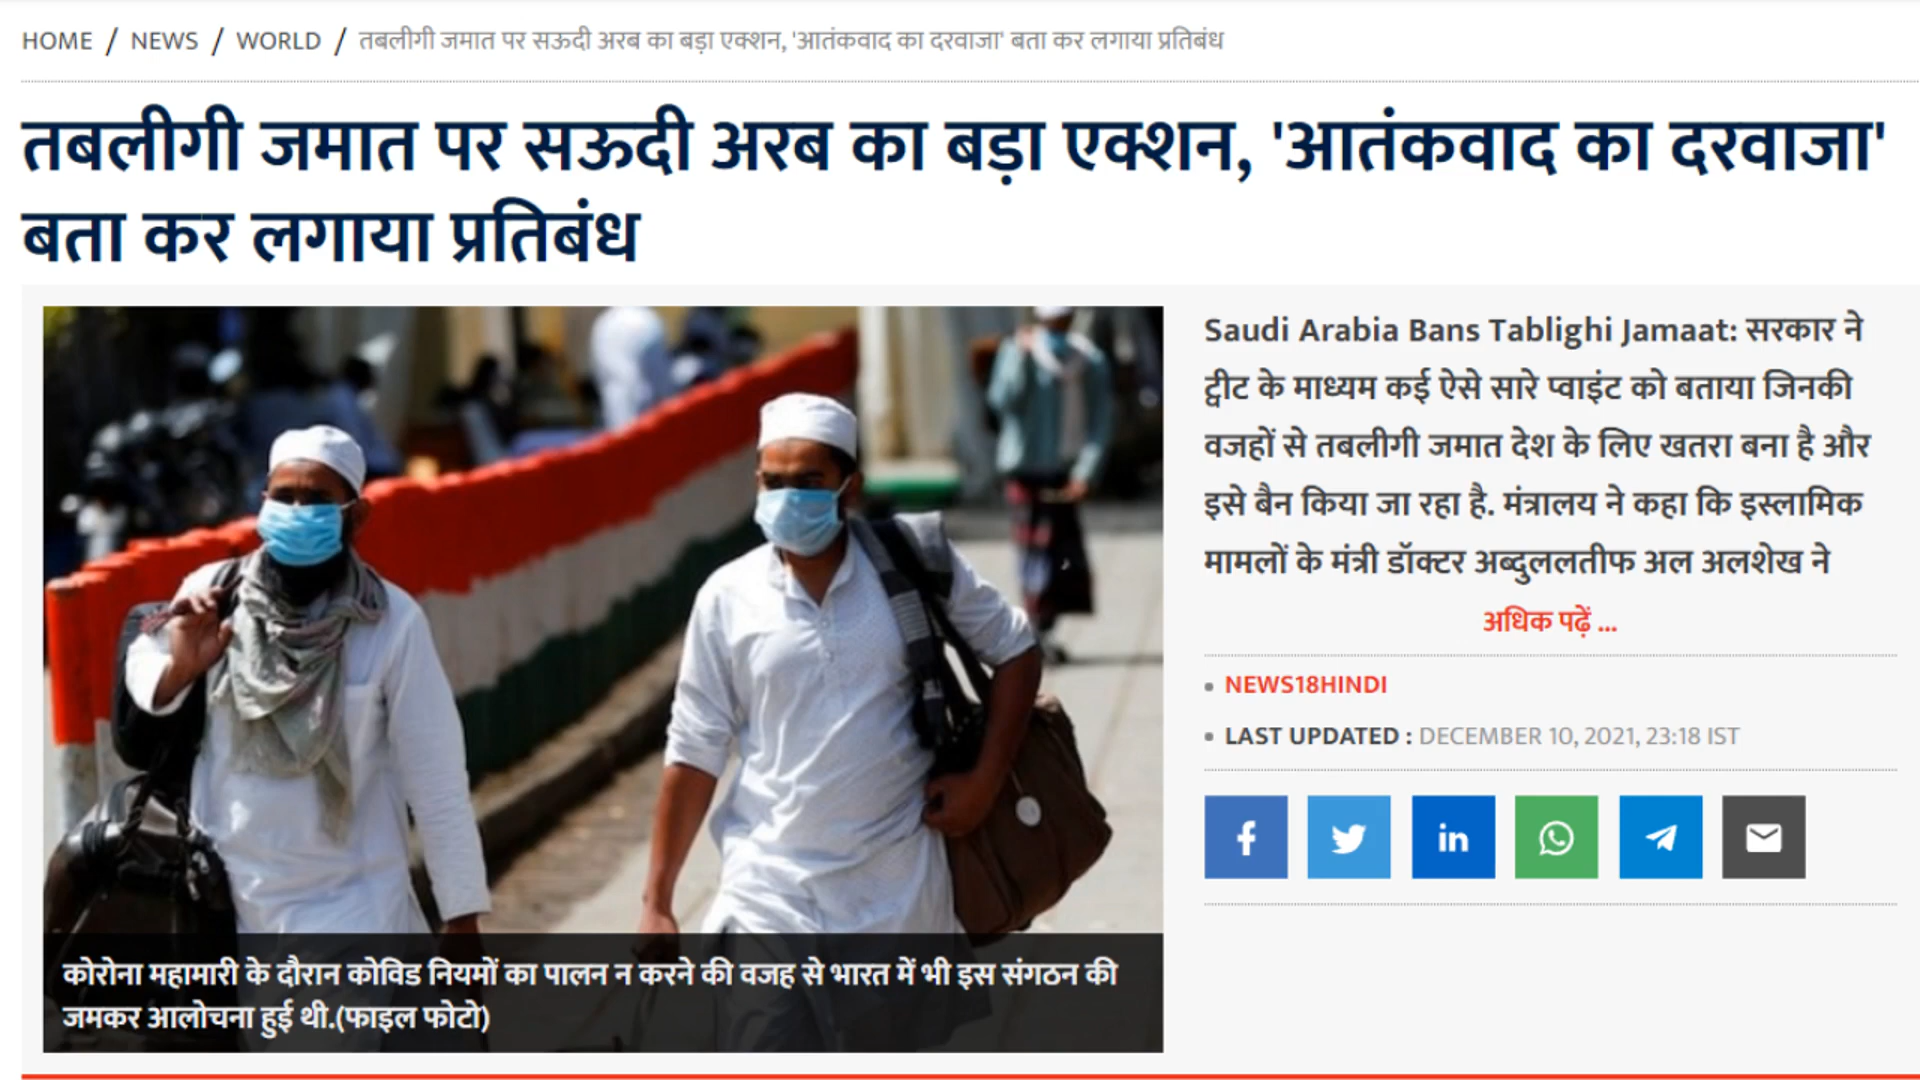 HOME / NEWS / WORLD / तबलीगी जमात पर सऊदी अरब का बड़ा एक्शन, 'आतंकवाद का दरवाजा' बता कर लगाया प्रतिबंध
तबलीगी जमात पर सऊदी अरब का बड़ा एक्शन, 'आतंकवाद का दरवाजा'
बता कर लगाया प्रतिबंध
कोरोना महामारी के दौरान कोविड नियमों का पालन न करने की वजह से भारत में भी इस संगठन की
जमकर आलोचना हुई थी.(फाइल फोटो)
Saudi Arabia Bans Tablighi Jamaat: सरकार ने
ट्वीट के माध्यम कई ऐसे सारे प्वाइंट को बताया जिनकी
वजहों से तबलीगी जमात देश के लिए खतरा बना है और
इसे बैन किया जा रहा है. मंत्रालय ने कहा कि इस्लामिक
मामलों के मंत्री डॉक्टर अब्दुललतीफ अल अलशेख ने
अधिक पढ़ें ...
NEWS18HINDI
LAST UPDATED : DECEMBER 10, 2021, 23:18 IST